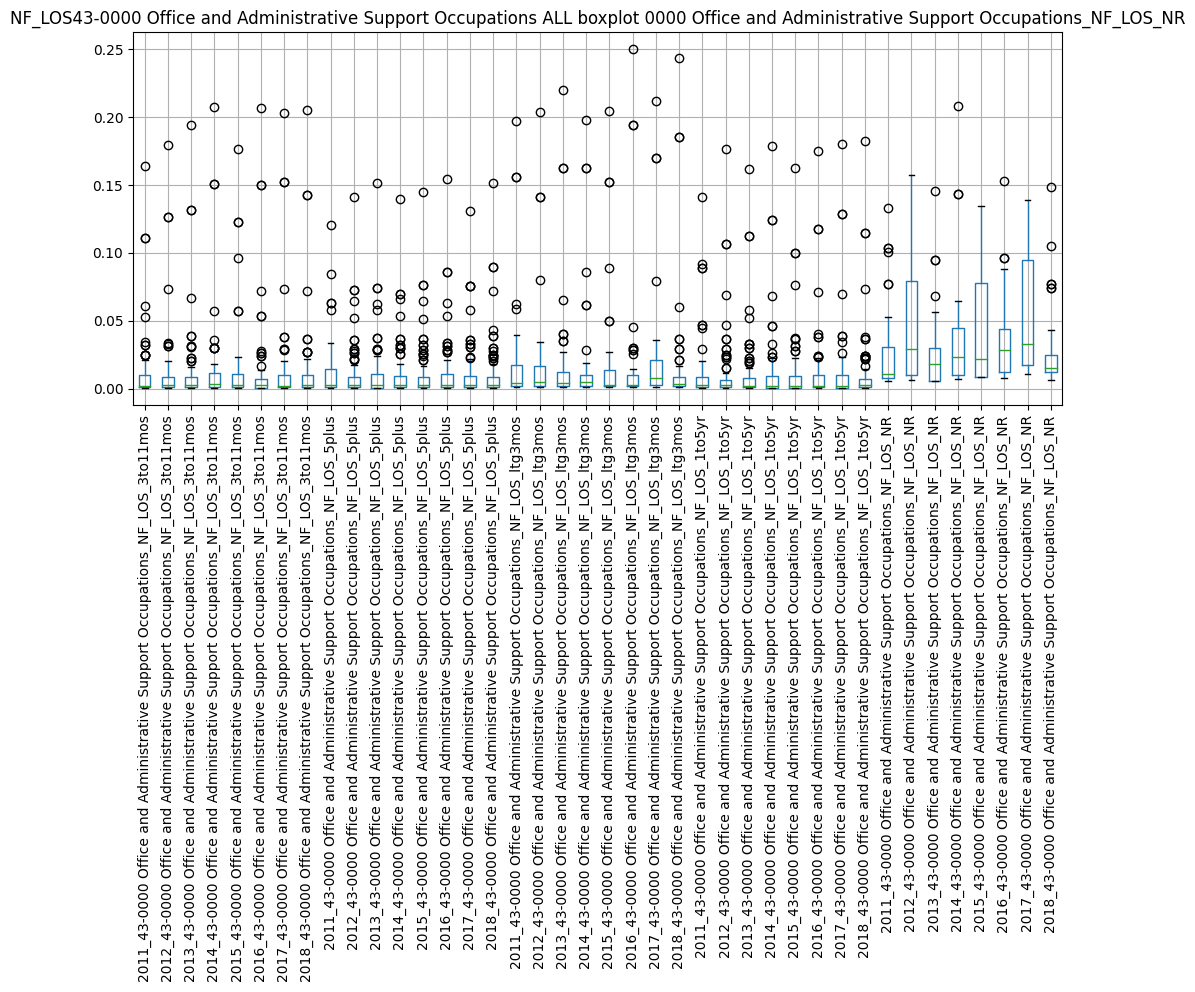 NF_LOS43-0000 Office and Administrative Support Occupations ALL boxplot 0000 Office and Administrative Support Occupations_NF_LOS_NR
0.25
0.20
0.15
0.10
0.05
0.00
2011_43-0000 Office and Administrative Support Occupations_NF_LOS_3to11mos
2012_43-0000 Office and Administrative Support Occupations_NF_LOS_3to11mos
2013_43-0000 Office and Administrative Support Occupations_NF_LOS_3to11mos
2014_43-0000 Office and Administrative Support Occupations_NF_LOS_3to11mos
2015_43-0000 Office and Administrative Support Occupations_NF_LOS_3to11mos
2016_43-0000 Office and Administrative Support Occupations_NF_LOS_3to11mos
2017_43-0000 Office and Administrative Support Occupations_NF_LOS_3to11mos
2018_43-0000 Office and Administrative Support Occupations_NF_LOS_3to11mos
2011_43-0000 Office and Administrative Support Occupations_NF_LOS_5plus
2012_43-0000 Office and Administrative Support Occupations_NF_LOS_5plus
2013_43-0000 Office and Administrative Support Occupations_NF_LOS_5plus
2014_43-0000 Office and Administrative Support Occupations_NF_LOS_5plus
2015_43-0000 Office and Administrative Support Occupations_NF_LOS_5plus
2016_43-0000 Office and Administrative Support Occupations_NF_LOS_5plus
2017_43-0000 Office and Administrative Support Occupations_NF_LOS_5plus
2018_43-0000 Office and Administrative Support Occupations_NF_LOS_5plus
2011_43-0000 Office and Administrative Support Occupations_NF_LOS_ltg3mos
2012_43-0000 Office and Administrative Support Occupations_NF_LOS_ltg3mos
2013_43-0000 Office and Administrative Support Occupations_NF_LOS_ltg3mos
2014_43-0000 Office and Administrative Support Occupations_NF_LOS_ltg3mos
2015_43-0000 Office and Administrative Support Occupations_NF_LOS_ltg3mos
2016_43-0000 Office and Administrative Support Occupations_NF_LOS_ltg3mos
2017_43-0000 Office and Administrative Support Occupations_NF_LOS_ltg3mos
2018_43-0000 Office and Administrative Support Occupations_NF_LOS_ltg3mos
2011_43-0000 Office and Administrative Support Occupations_NF_LOS_1to5yr
2012_43-0000 Office and Administrative Support Occupations_NF_LOS_1to5yr
2013_43-0000 Office and Administrative Support Occupations_NF_LOS_1to5yr
2014_43-0000 Office and Administrative Support Occupations_NF_LOS_1to5yr
2015_43-0000 Office and Administrative Support Occupations_NF_LOS_1to5yr
2016_43-0000 Office and Administrative Support Occupations_NF_LOS_1to5yr
2017_43-0000 Office and Administrative Support Occupations_NF_LOS_1to5yr
2018_43-0000 Office and Administrative Support Occupations_NF_LOS_1to5yr
2011_43-0000 Office and Administrative Support Occupations_NF_LOS_NR
2012_43-0000 Office and Administrative Support Occupations_NF_LOS_NR
2013_43-0000 Office and Administrative Support Occupations_NF_LOS_NR
2014_43-0000 Office and Administrative Support Occupations_NF_LOS_NR
2015_43-0000 Office and Administrative Support Occupations_NF_LOS_NR
2016_43-0000 Office and Administrative Support Occupations_NF_LOS_NR
2017_43-0000 Office and Administrative Support Occupations_NF_LOS_NR
2018_43-0000 Office and Administrative Support Occupations_NF_LOS_NR